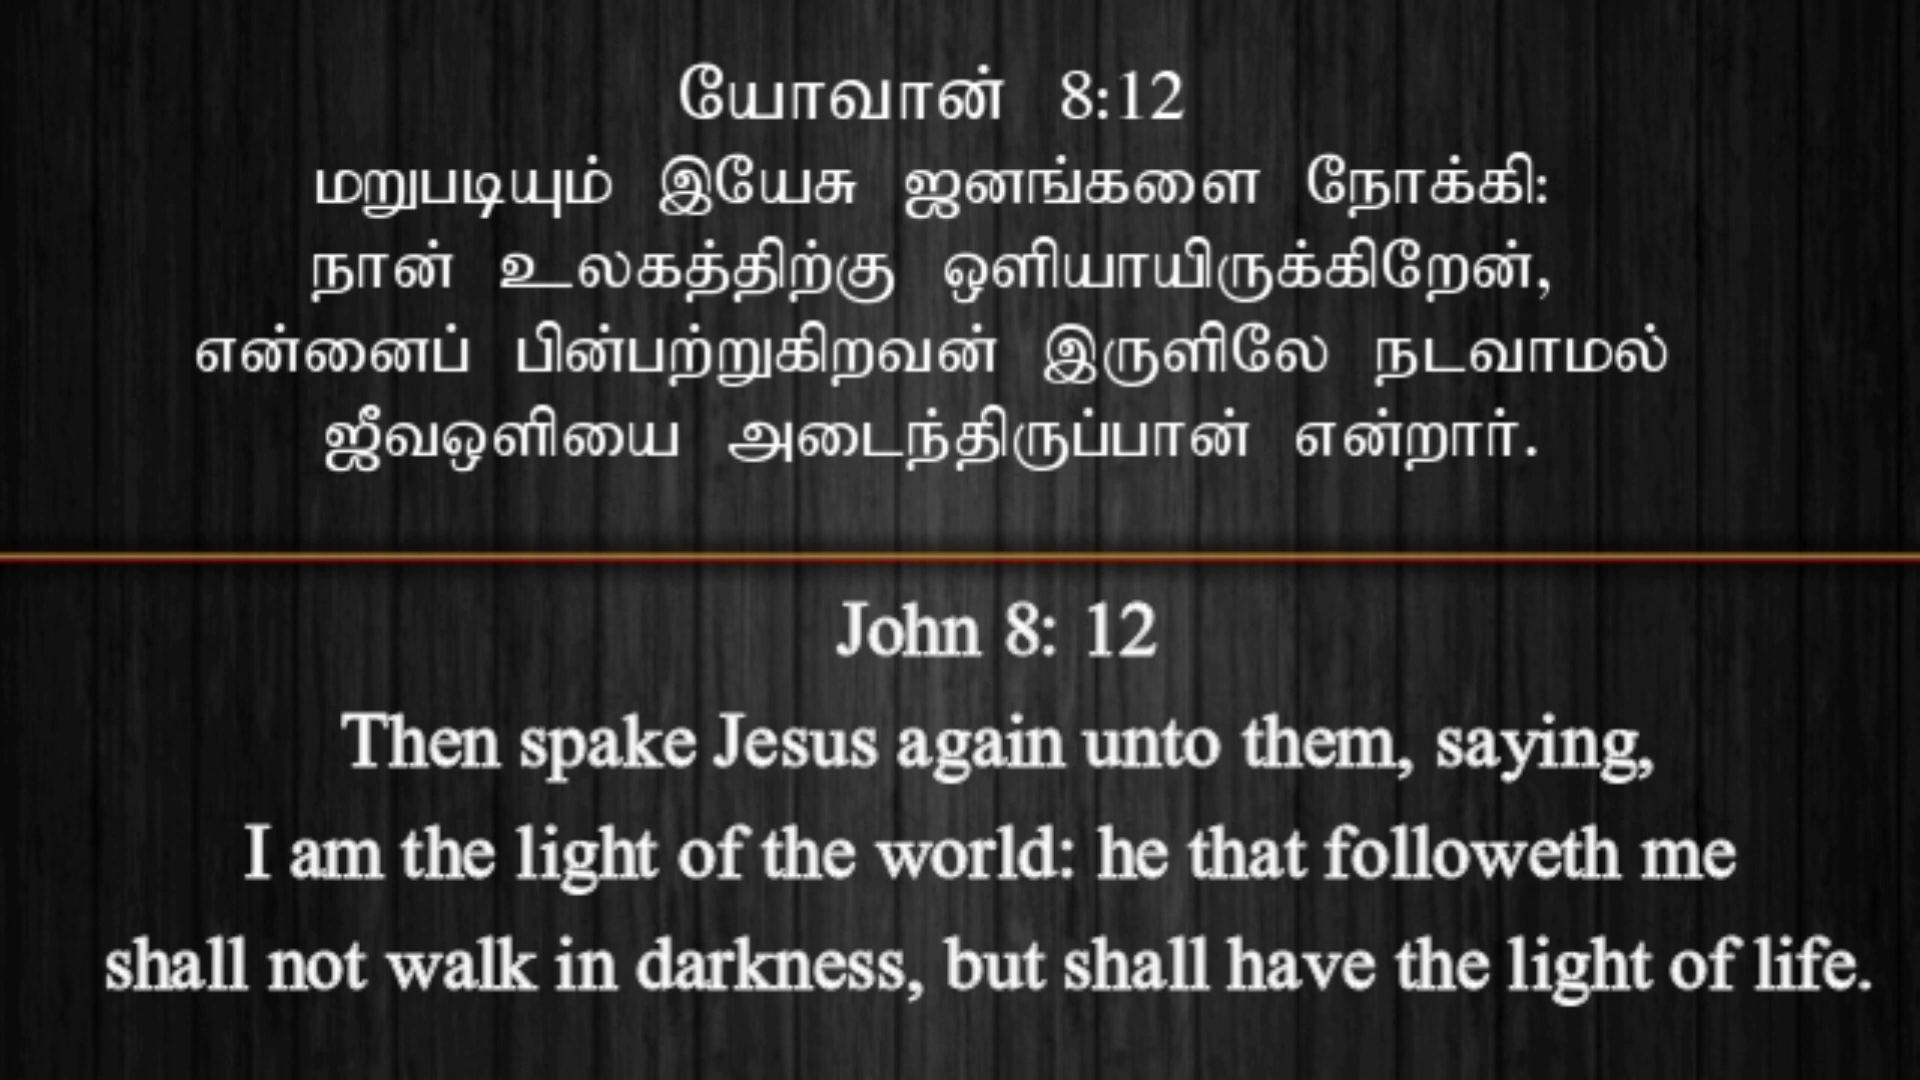 யோவான் 8:12
மறுபடியும் இயேசு ஜனங்களை நோக்கி:
நான் உலகத்திற்கு ஒளியாயிருக்கிறேன்,
என்னைப் பின்பற்றுகிறவன் இருளிலே நடவாமல்
ஜீவஒளியை அடைந்திருப்பான் என்றார்.
John 8: 12
Then spake Jesus again unto them, saying,
I am the light of the world: he that followeth me
shall not walk in darkness, but shall have the light of life.